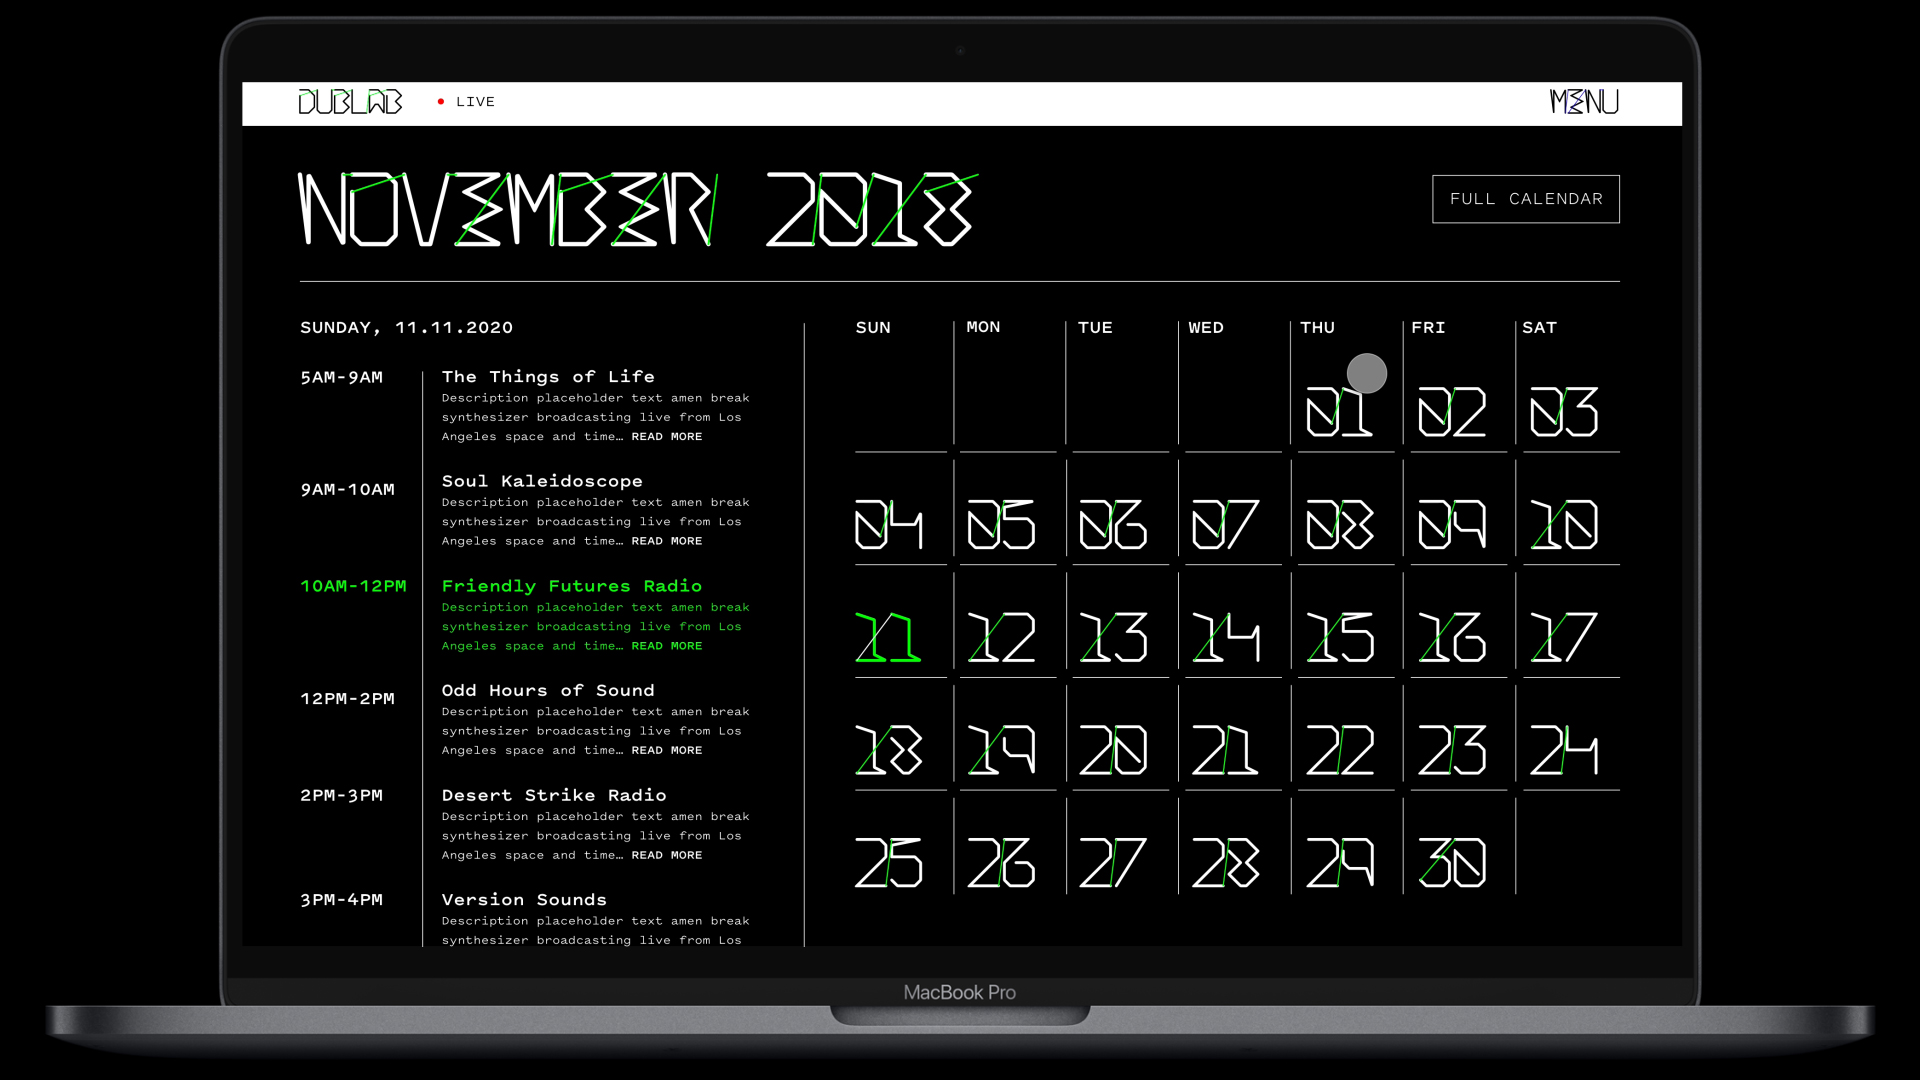 DUBLAB
LIVE
MENU
NOVEMBER 2018
FULL CALENDAR
SUNDAY, 11.11.2020
5AM-9AM
The Things of Life
Description placeholder text amen break
synthesizer broadcasting live from Los
Angeles space and time… READ MORE
9AM-10AM
Soul Kaleidoscope
Description placeholder text amen break
synthesizer broadcasting live from Los
Angeles space and time… READ MORE
10AM-12PM
Friendly Futures Radio
Description placeholder text amen break
synthesizer broadcasting live from Los
Angeles space and time… READ MORE
12PM-2PM
Odd Hours of Sound
Description placeholder text amen break
synthesizer broadcasting live from Los
Angeles space and time… READ MORE
2PM-3PM
Desert Strike Radio
Description placeholder text amen break
synthesizer broadcasting live from Los
Angeles space and time… READ MORE
3PM-4PM
Version Sounds
Description placeholder text amen break
synthesizer broadcasting live from Los
SUN MON TUE WED THU FRI SAT
01 02 03
04 05 06 07 08 09 10
11 12 13 14 15 16 17
18 19 20 21 22 23 24
25 26 27 28 29 30
MacBook Pro